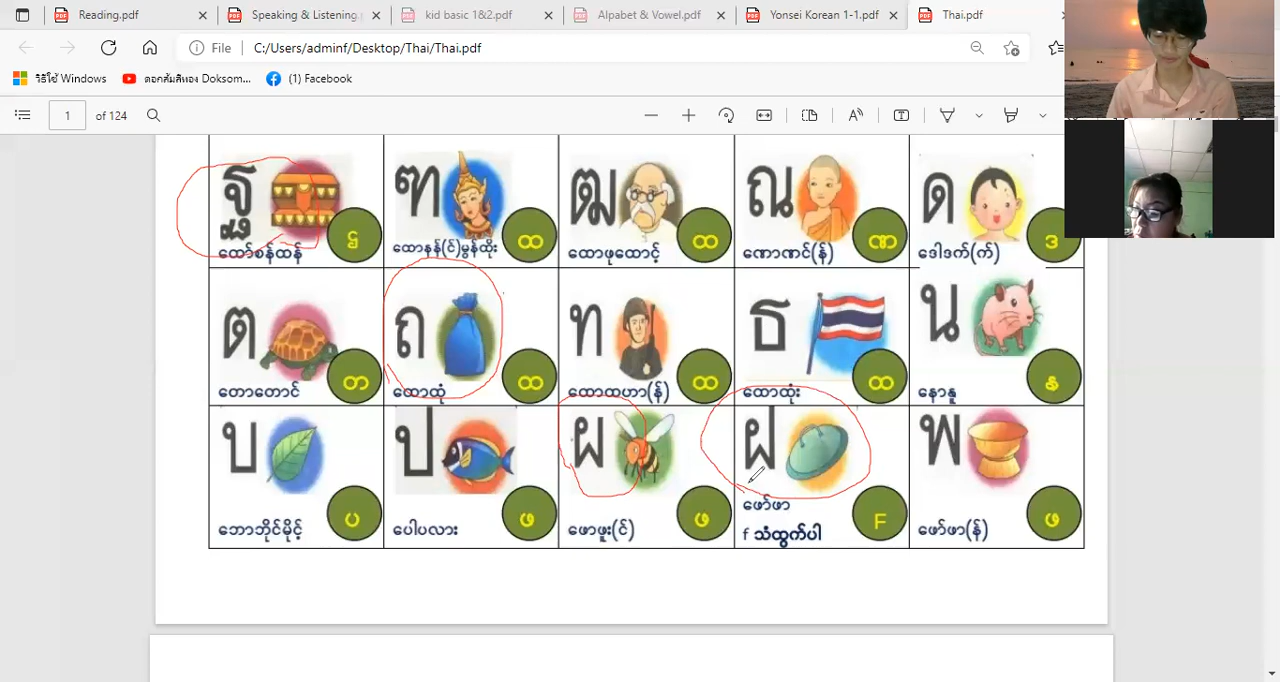 Reading.pdf
Speaking & Listening.
kid basic 1&2.pdf
Alpabet & Vowel.pdf
Yonsei Korean 1-1.pdf
Thai.pdf
File
C:/Users/adminf/Desktop/Thai/Thai.pdf
วิธีใช้ Windows
ดอกส้มสีทอง Doksom...
(1) Facebook
1 of 124
ฐ ဌ ฑ ထ ฒ ထ ณ ဏ ด ဒ
ထော်စန်ထန် ထောနန်(င်)မွန်ထိုး ထောဖုထောင့် ဏောဏင်(န်) ဒေါဒက်(က်)
ต တ ถ ထ ท ထ ธ ထ น န
တောတောင် ထောထုံ ထောထဟာ(န်) ထောထုံး နောနူ
บ ပ ป ဖ ผ ဖ ฝ F พ ဖ
ဘောဘိုင်မိုင့် ပေါပလား ဖောဖူး(င်) ဖော်ဖာ ဖော်ဖာ(န်)
f သံထွက်ပါ